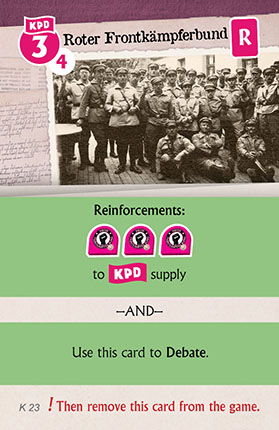 KPD
3
4
Roter Frontkämpferbund
R
Reinforcements:
to KPD supply
—AND—
Use this card to Debate.
K 23 ! Then remove this card from the game.